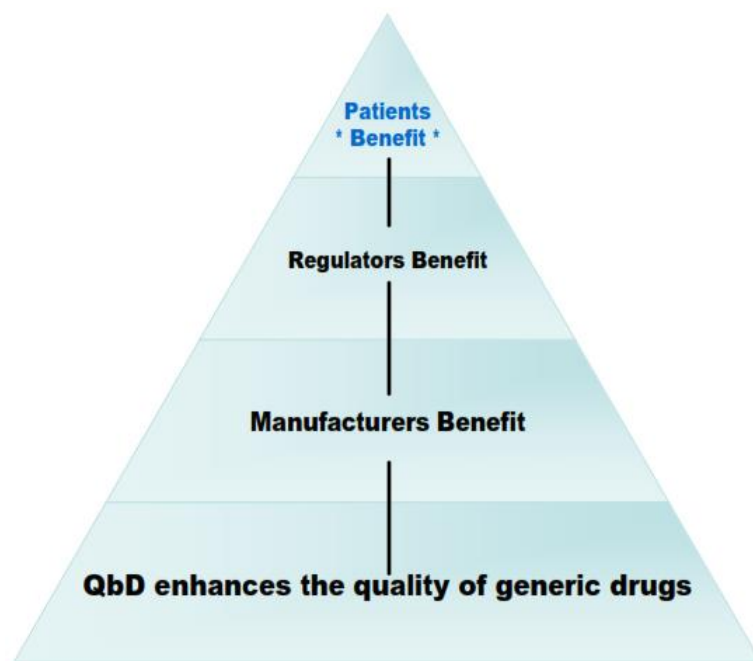 Patients
* Benefit *
Regulators Benefit
Manufacturers Benefit
QbD enhances the quality of generic drugs